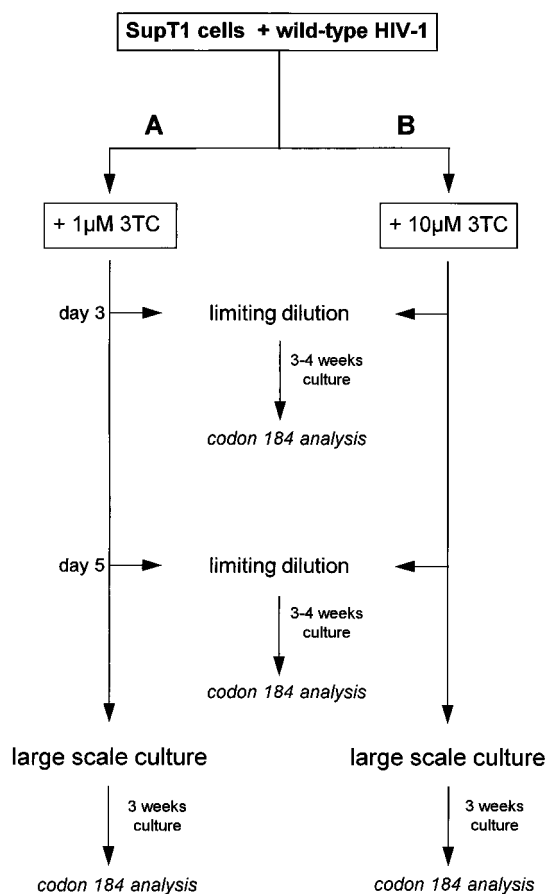 SupT1 cells + wild-type HIV-1
A
B
+ 1µM 3TC
+ 10µM 3TC
day 3
limiting dilution
3-4 weeks
culture
codon 184 analysis
day 5
limiting dilution
3-4 weeks
culture
codon 184 analysis
large scale culture
large scale culture
3 weeks
culture
3 weeks
culture
codon 184 analysis
codon 184 analysis